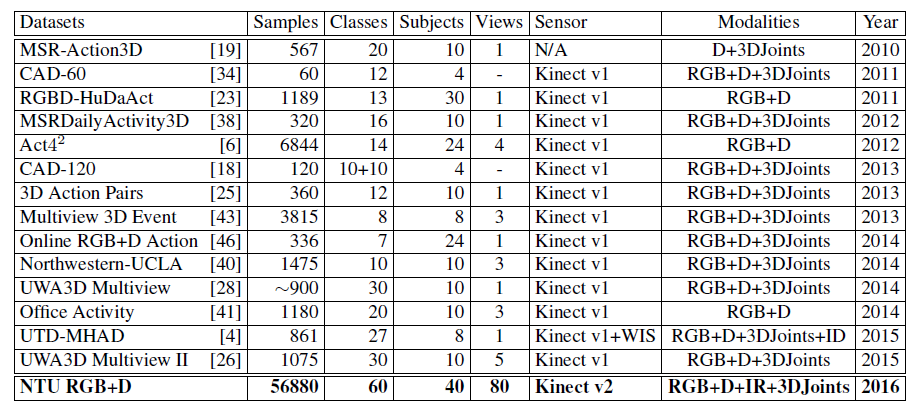 Datasets Samples Classes Subjects Views Sensor Modalities Year
MSR-Action3D [19] 567 20 10 1 N/A D+3DJoints 2010
CAD-60 [34] 60 12 4 - Kinect v1 RGB+D+3DJoints 2011
RGBD-HuDaAct [23] 1189 13 30 1 Kinect v1 RGB+D 2011
MSRDailyActivity3D [38] 320 16 10 1 Kinect v1 RGB+D+3DJoints 2012
Act4² [6] 6844 14 24 4 Kinect v1 RGB+D 2012
CAD-120 [18] 120 10+10 4 - Kinect v1 RGB+D+3DJoints 2013
3D Action Pairs [25] 360 12 10 1 Kinect v1 RGB+D+3DJoints 2013
Multiview 3D Event [43] 3815 8 8 3 Kinect v1 RGB+D+3DJoints 2013
Online RGB+D Action [46] 336 7 24 1 Kinect v1 RGB+D+3DJoints 2014
Northwestern-UCLA [40] 1475 10 10 3 Kinect v1 RGB+D+3DJoints 2014
UWA3D Multiview [28] ~900 30 10 1 Kinect v1 RGB+D+3DJoints 2014
Office Activity [41] 1180 20 10 3 Kinect v1 RGB+D 2014
UTD-MHAD [4] 861 27 8 1 Kinect v1+WIS RGB+D+3DJoints+ID 2015
UWA3D Multiview II [26] 1075 30 10 5 Kinect v1 RGB+D+3DJoints 2015
NTU RGB+D 56880 60 40 80 Kinect v2 RGB+D+IR+3DJoints 2016